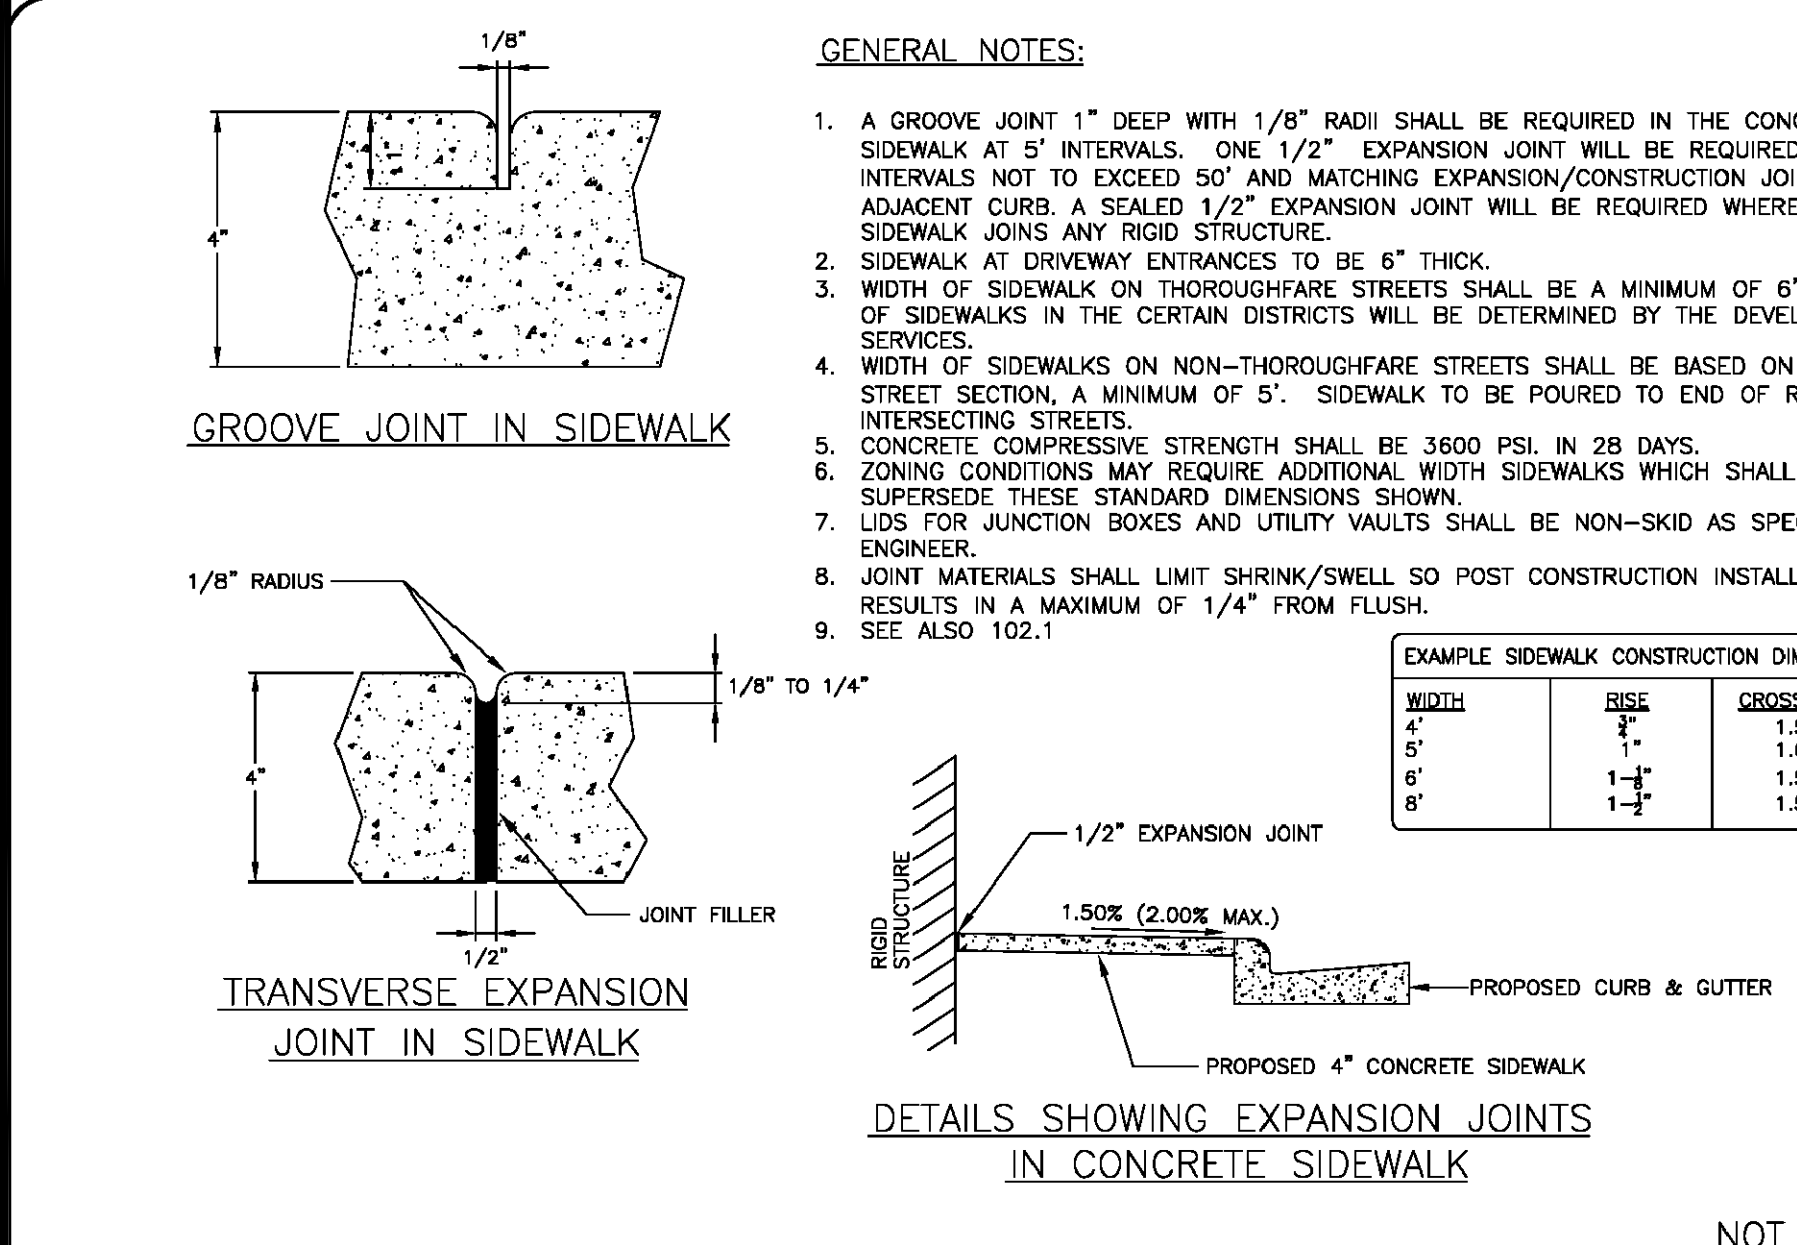 1/8"
1"
4"
GROOVE JOINT IN SIDEWALK
1/8" RADIUS
1/8" TO 1/4"
4"
JOINT FILLER
1/2"
TRANSVERSE EXPANSION
JOINT IN SIDEWALK
GENERAL NOTES:
1. A GROOVE JOINT 1" DEEP WITH 1/8" RADII SHALL BE REQUIRED IN THE
SIDEWALK AT 5' INTERVALS. ONE 1/2" EXPANSION JOINT WILL BE REQUIRED
INTERVALS NOT TO EXCEED 50' AND MATCHING EXPANSION/CONSTRUCTION
ADJACENT CURB. A SEALED 1/2" EXPANSION JOINT WILL BE REQUIRED WHERE
SIDEWALK JOINS ANY RIGID STRUCTURE.
2. SIDEWALK AT DRIVEWAY ENTRANCES TO BE 6" THICK.
3. WIDTH OF SIDEWALK ON THOROUGHFARE STREETS SHALL BE A MINIMUM OF 6'
OF SIDEWALKS IN THE CERTAIN DISTRICTS WILL BE DETERMINED BY THE
SERVICES.
4. WIDTH OF SIDEWALKS ON NON-THOROUGHFARE STREETS SHALL BE BASED ON
STREET SECTION, A MINIMUM OF 5'. SIDEWALK TO BE POURED TO END OF
INTERSECTING STREETS.
5. CONCRETE COMPRESSIVE STRENGTH SHALL BE 3600 PSI. IN 28 DAYS.
6. ZONING CONDITIONS MAY REQUIRE ADDITIONAL WIDTH SIDEWALKS WHICH SHALL
SUPERSEDE THESE STANDARD DIMENSIONS SHOWN.
7. LIDS FOR JUNCTION BOXES AND UTILITY VAULTS SHALL BE NON-SKID AS
ENGINEER.
8. JOINT MATERIALS SHALL LIMIT SHRINK/SWELL SO POST CONSTRUCTION
RESULTS IN A MAXIMUM OF 1/4" FROM FLUSH.
9. SEE ALSO 102.1
EXAMPLE SIDEWALK CONSTRUCTION
WIDTH RISE CROSS
4' 3/4"
5' 1"
6' 1-1/8"
8' 1-1/2"
RIGID
STRUCTURE
1/2" EXPANSION JOINT
1.50% (2.00% MAX.)
PROPOSED CURB & GUTTER
PROPOSED 4" CONCRETE SIDEWALK
DETAILS SHOWING EXPANSION JOINTS
IN CONCRETE SIDEWALK
NOT